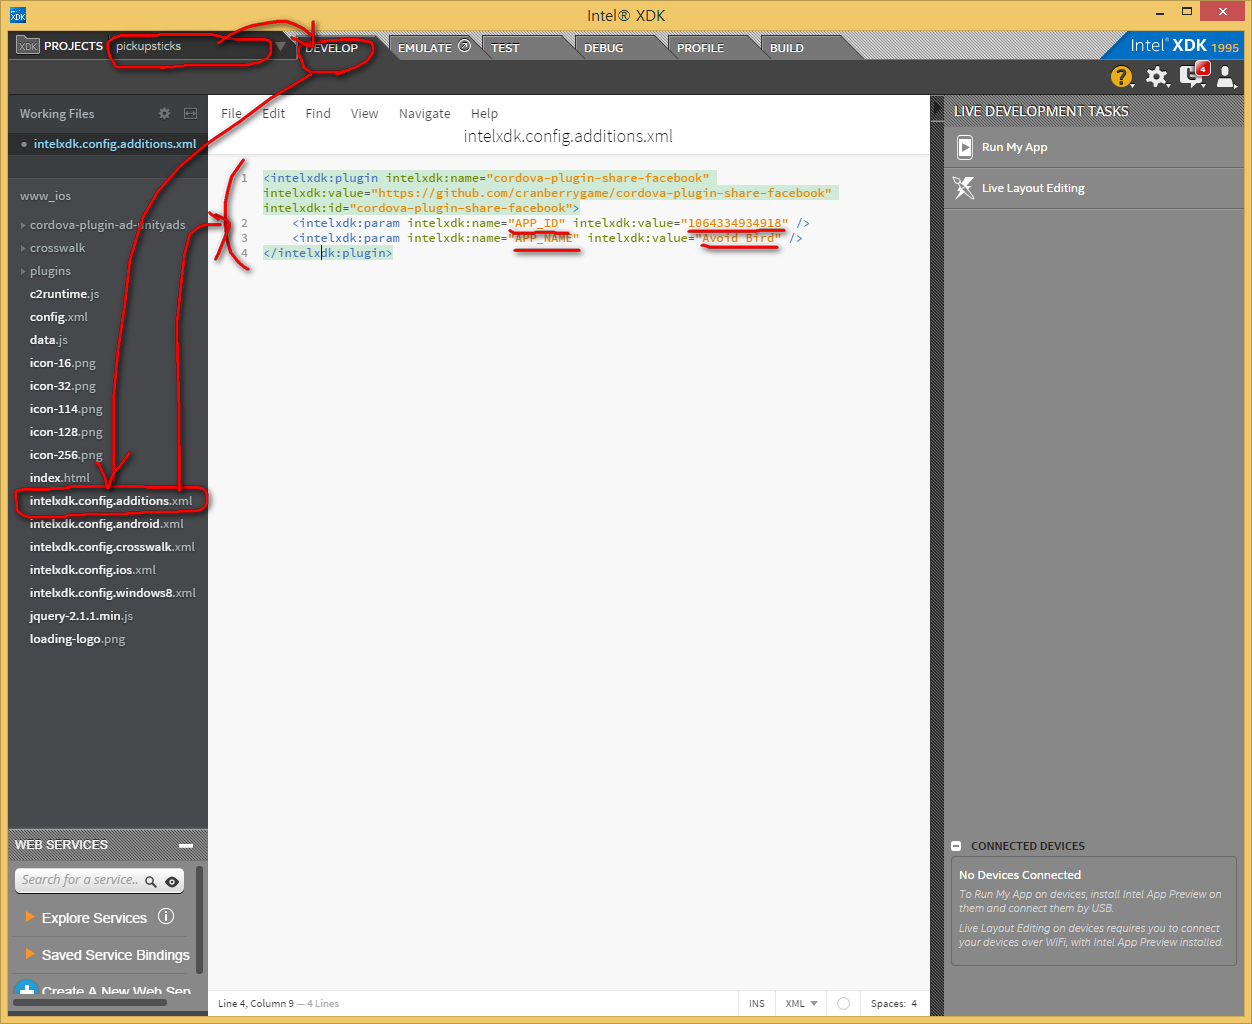 XDK
Intel® XDK
XDK PROJECTS pickupsticks DEVELOP EMULATE TEST DEBUG PROFILE BUILD Intel® XDK 1995
? 4
Working Files
intelxdk.config.additions.xml
www_ios
cordova-plugin-ad-unityads
crosswalk
plugins
c2runtime.js
config.xml
data.js
icon-16.png
icon-32.png
icon-114.png
icon-128.png
icon-256.png
index.html
intelxdk.config.additions.xml
intelxdk.config.android.xml
intelxdk.config.crosswalk.xml
intelxdk.config.ios.xml
intelxdk.config.windows8.xml
jquery-2.1.1.min.js
loading-logo.png
WEB SERVICES
Search for a service..
Explore Services
Saved Service Bindings
Create A New Web Serv
File Edit Find View Navigate Help
intelxdk.config.additions.xml
1 <intelxdk:plugin intelxdk:name="cordova-plugin-share-facebook"
intelxdk:value="https://github.com/cranberrygame/cordova-plugin-share-facebook"
intelxdk:id="cordova-plugin-share-facebook">
2 <intelxdk:param intelxdk:name="APP_ID" intelxdk:value="1064334934918" />
3 <intelxdk:param intelxdk:name="APP_NAME" intelxdk:value="Avoid Bird" />
4 </intelxdk:plugin>
Line 4, Column 9 — 4 Lines INS XML Spaces: 4
LIVE DEVELOPMENT TASKS
Run My App
Live Layout Editing
CONNECTED DEVICES
No Devices Connected
To Run My App on devices, install Intel App Preview on
them and connect them by USB.
Live Layout Editing on devices requires you to connect
your devices over WiFi, with Intel App Preview installed.